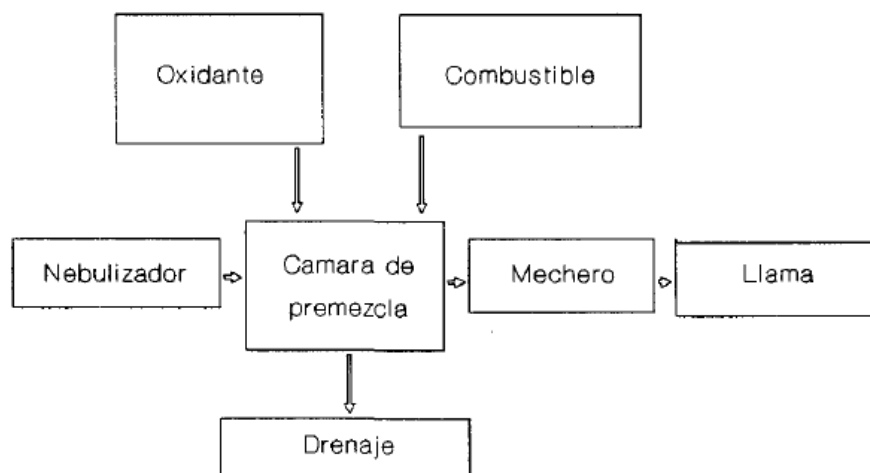 Oxidante
Combustible
Nebulizador
Camara de
premezcla
Mechero
Llama
Drenaje